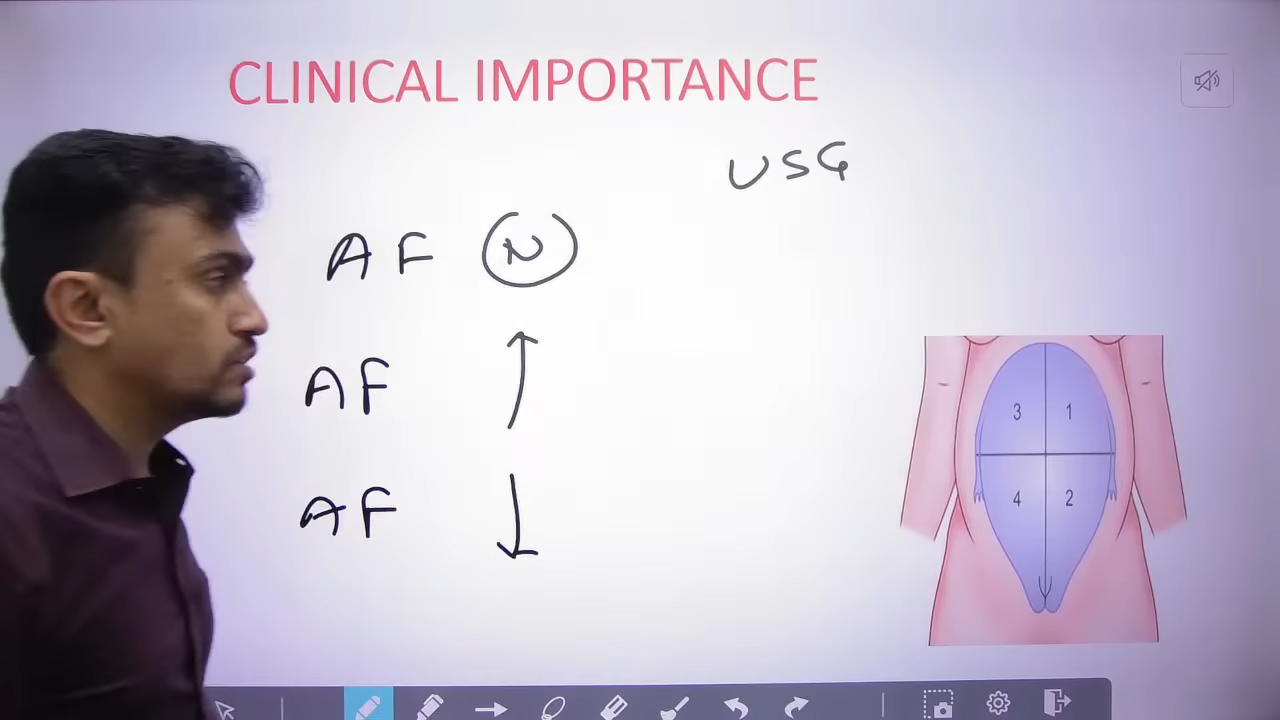 CLINICAL IMPORTANCE
USG
AF N
AF ↑
AF ↓
3 1
4 2